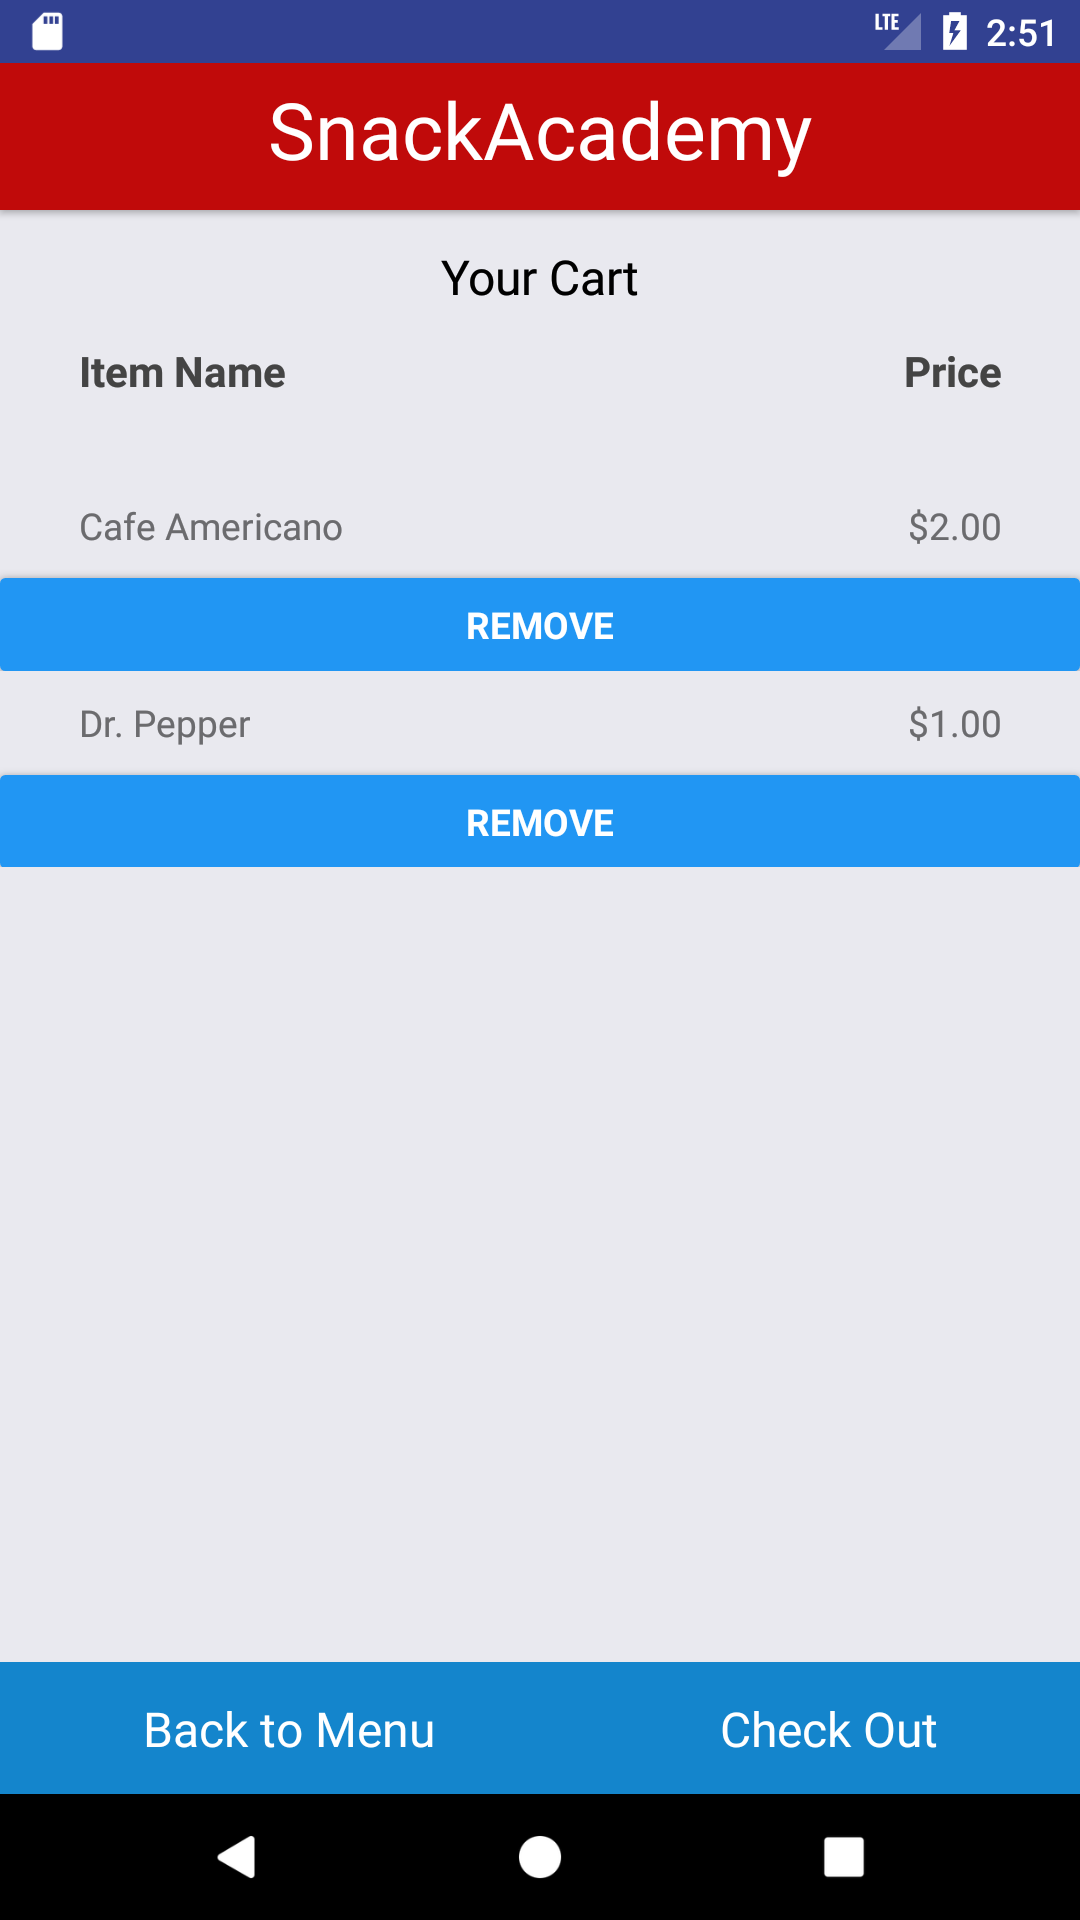 LTE 2:51
SnackAcademy
Your Cart
Item Name Price
Cafe Americano $2.00
REMOVE
Dr. Pepper $1.00
REMOVE
Back to Menu Check Out